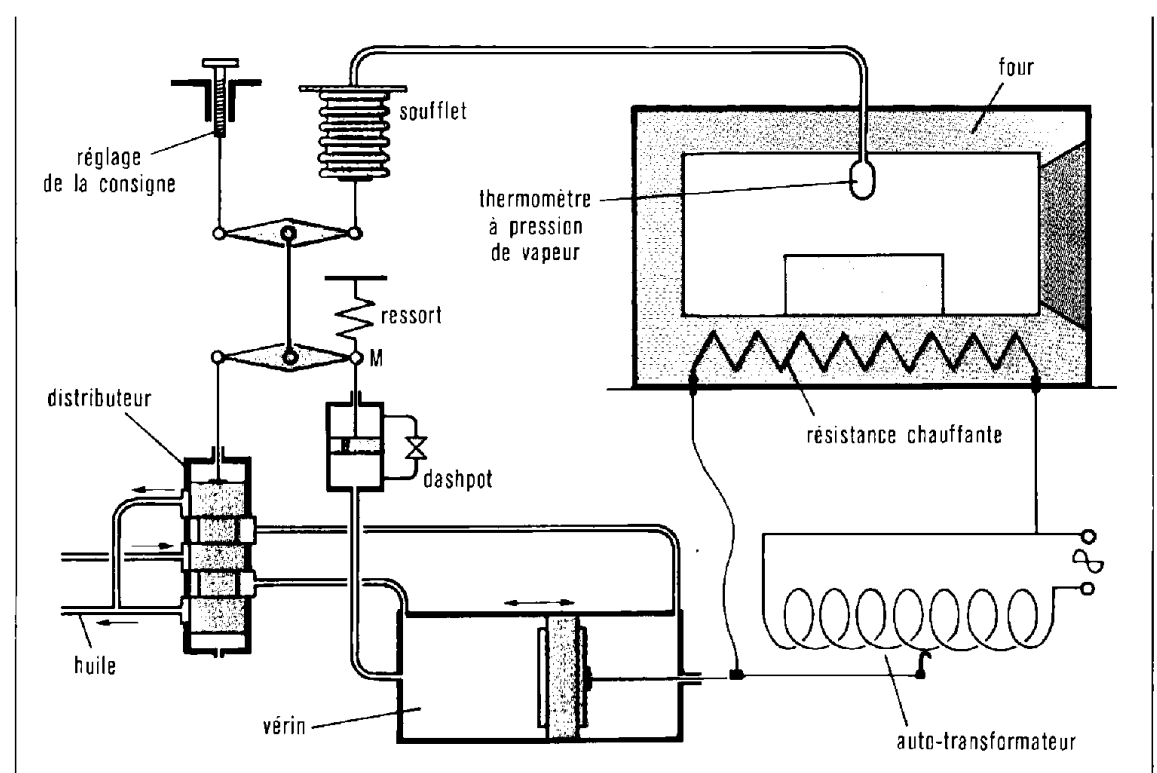 four
soufflet
réglage
de la consigne
thermomètre
à pression
de vapeur
ressort
M
distributeur
résistance chauffante
dashpot
huile
vérin
auto-transformateur